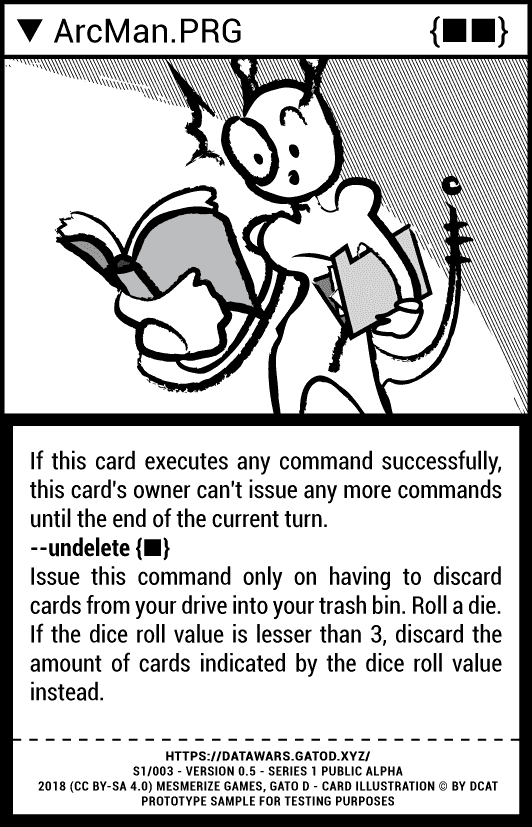 ▼ ArcMan.PRG {■■}
If this card executes any command successfully,
this card's owner can't issue any more commands
until the end of the current turn.
--undelete {■}
Issue this command only on having to discard
cards from your drive into your trash bin. Roll a die.
If the dice roll value is lesser than 3, discard the
amount of cards indicated by the dice roll value
instead.
HTTPS://DATAWARS.GATOD.XYZ/
S1/003 - VERSION 0.5 - SERIES 1 PUBLIC ALPHA
2018 (CC BY-SA 4.0) MESMERIZE GAMES, GATO D - CARD ILLUSTRATION © BY DCAT
PROTOTYPE SAMPLE FOR TESTING PURPOSES